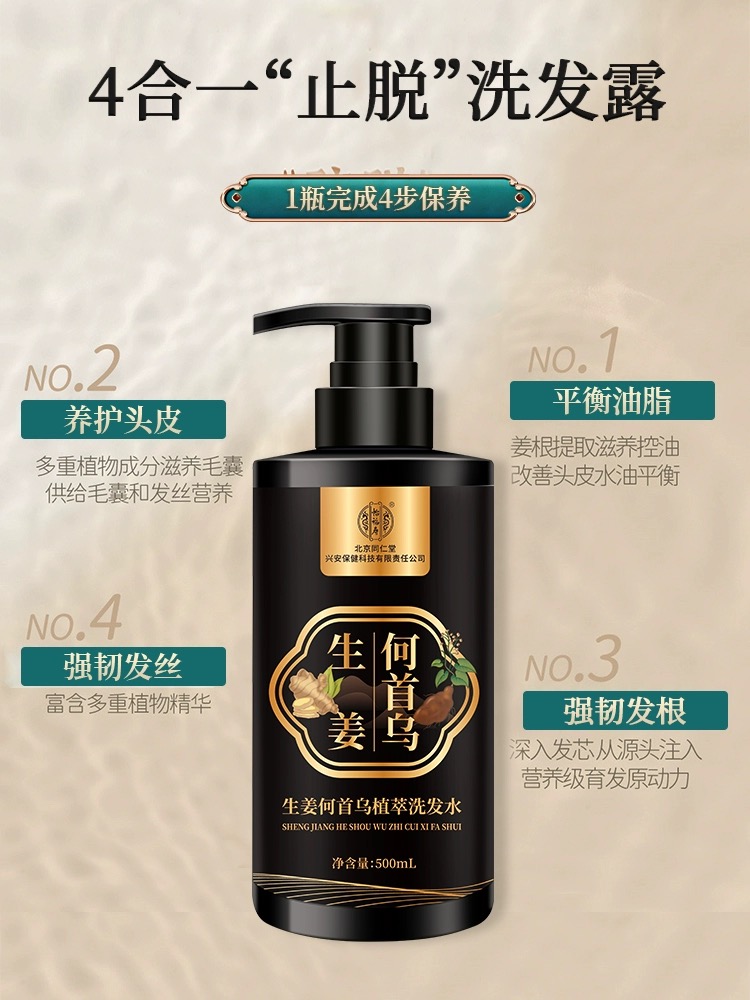 4合一“止脱”洗发露
1瓶完成4步保养
NO.1
平衡油脂
姜根提取滋养控油
改善头皮水油平衡
NO.2
养护头皮
多重植物成分滋养毛囊
供给毛囊和发丝营养
NO.3
强韧发根
深入发芯从源头注入
营养级育发原动力
NO.4
强韧发丝
富含多重植物精华
北京同仁堂
兴安保健科技有限责任公司
生姜
何首乌
生姜何首乌植萃洗发水
SHENG JIANG HE SHOU WU ZHI CUI XI FA SHUI
净含量:500mL